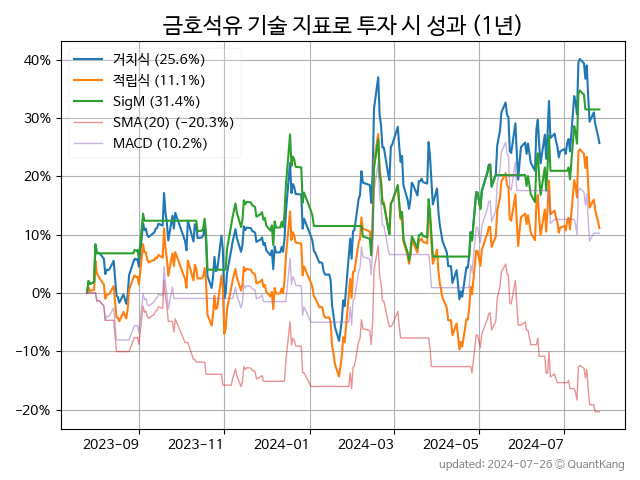 금호석유 기술 지표로 투자 시 성과 (1년)
거치식 (25.6%)
적립식 (11.1%)
SigM (31.4%)
SMA(20) (−20.3%)
MACD (10.2%)
40%
30%
20%
10%
0%
−10%
−20%
2023−09
2023−11
2024−01
2024−03
2024−05
2024−07
updated: 2024−07−26 © QuantKang